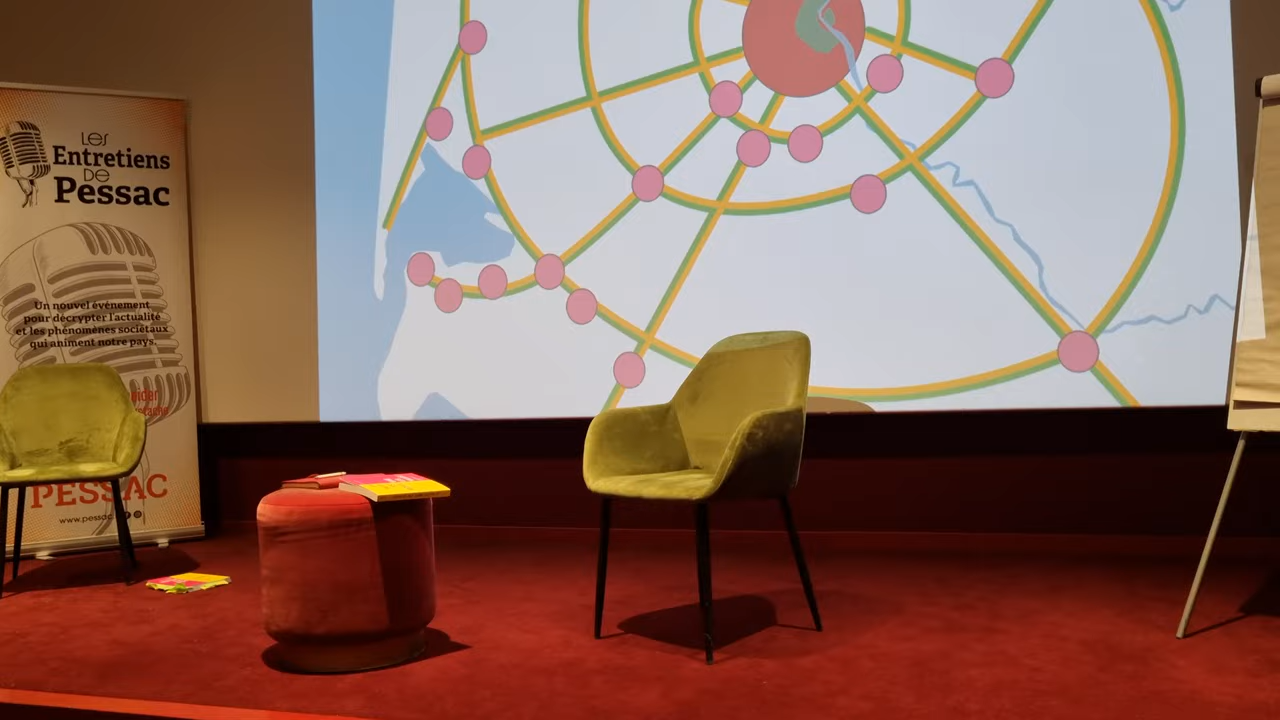 Les
Entretiens
DE
Pessac
Un nouvel événement
pour décrypter l'actualité
et les phénomènes sociétaux
qui animent notre pays.
PESSAC
www.pessac